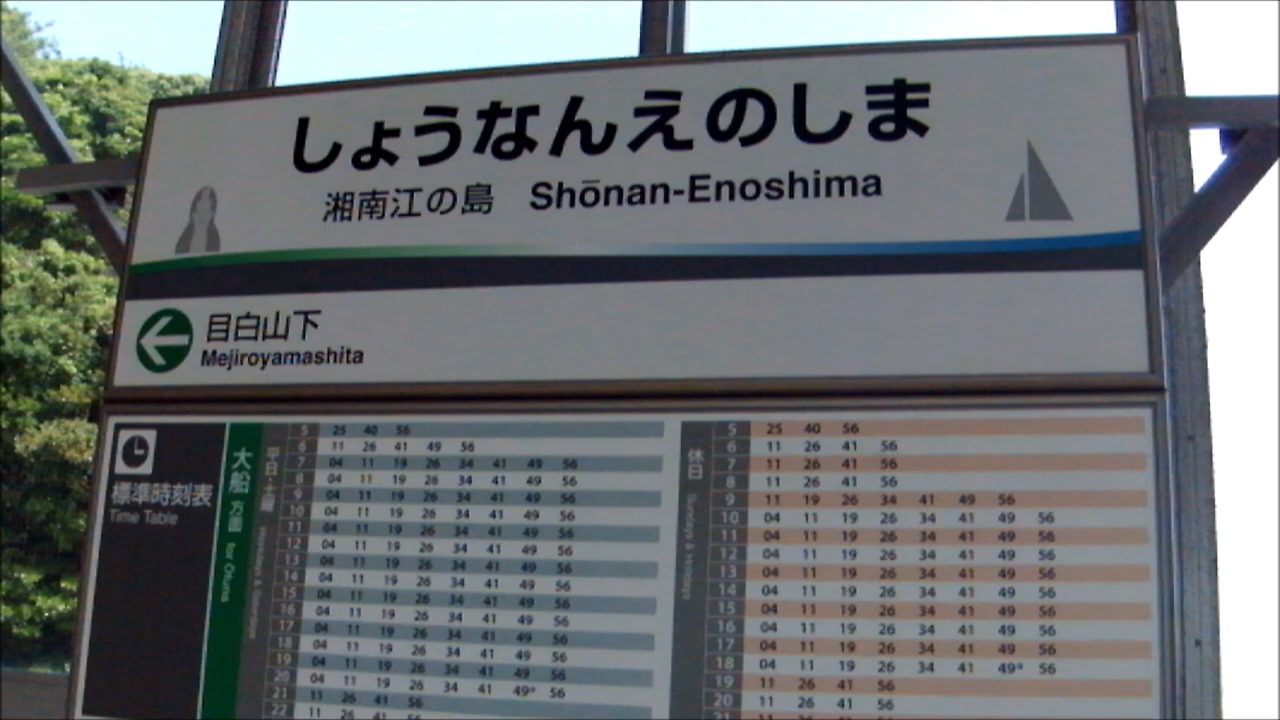 しょうなんえのしま
湘南江の島 Shōnan-Enoshima
目白山下
Mejiroyamashita
標準時刻表
Time Table
大船方面 for Ofuna
平日・土曜
休日
5 25 40 56
6 11 26 41 49 56
7 04 11 19 26 34 41 49 56
8 04 11 19 26 34 41 49 56
9 04 11 19 26 34 41 49 56
10 04 11 19 26 34 41 49 56
11 04 11 19 26 34 41 49 56
12 04 11 19 26 34 41 49 56
13 04 11 19 26 34 41 49 56
14 04 11 19 26 34 41 49 56
15 04 11 19 26 34 41 49 56
16 04 11 19 26 34 41 49 56
17 04 11 19 26 34 41 49 56
18 04 11 19 26 34 41 49 56
19 04 11 19 26 34 41 49 56
20 04 11 19 26 34 41 49* 56
21 11 26 41 56
22 11 26 41 56
5 25 40 56
6 11 26 41 56
7 11 26 41 56
8 11 26 41 56
9 11 19 26 34 41 49 56
10 04 11 19 26 34 41 49 56
11 04 11 19 26 34 41 49 56
12 04 11 19 26 34 41 49 56
13 04 11 19 26 34 41 49 56
14 04 11 19 26 34 41 49 56
15 04 11 19 26 34 41 49 56
16 04 11 19 26 34 41 49 56
17 04 11 19 26 34 41 49 56
18 04 11 19 26 34 41 49* 56
19 11 26 41 56
20 11 26 41 56
21 11 26 41 56